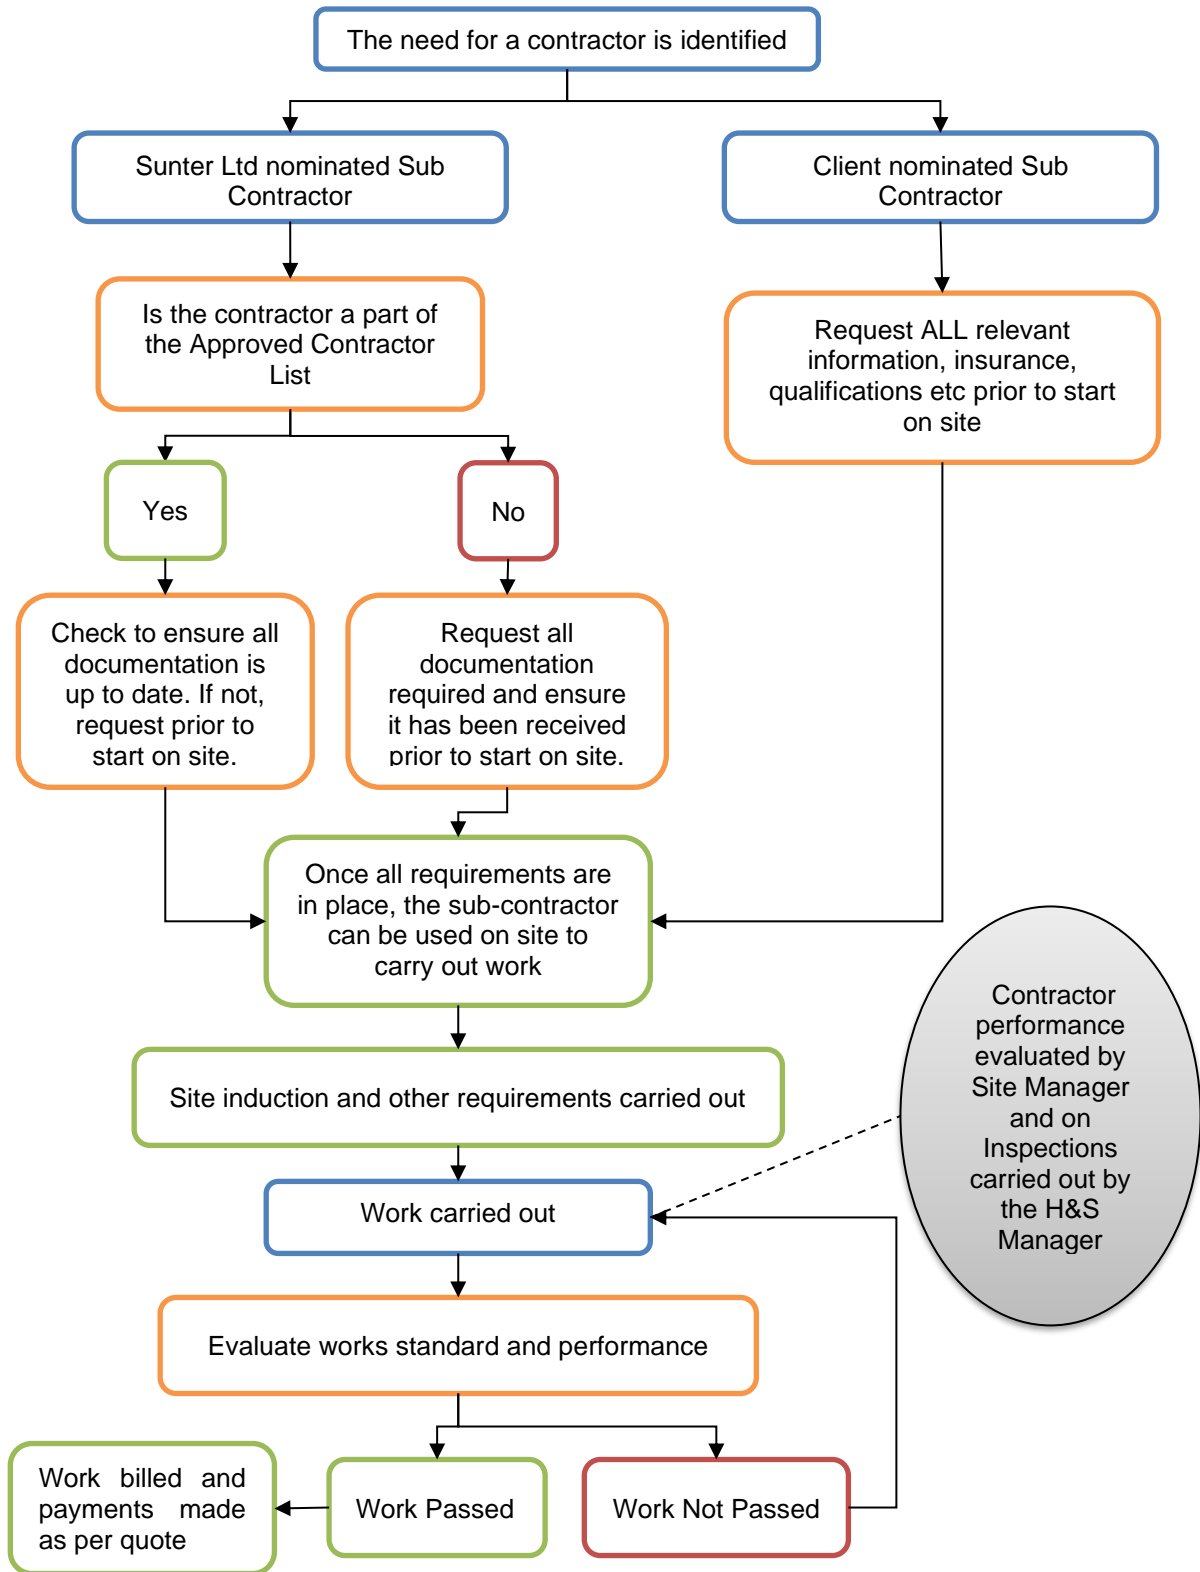 The need for a contractor is identified
Sunter Ltd nominated Sub
Contractor
Client nominated Sub
Contractor
Is the contractor a part of
the Approved Contractor
List
Request ALL relevant
information, insurance,
qualifications etc prior to start
on site
Yes
No
Check to ensure all
documentation is
up to date. If not,
request prior to
start on site.
Request all
documentation
required and ensure
it has been received
prior to start on site.
Once all requirements are
in place, the sub-contractor
can be used on site to
carry out work
Contractor
performance
evaluated by
Site Manager
and on
Inspections
carried out by
the H&S
Manager
Site induction and other requirements carried out
Work carried out
Evaluate works standard and performance
Work billed and
payments made
as per quote
Work Passed
Work Not Passed